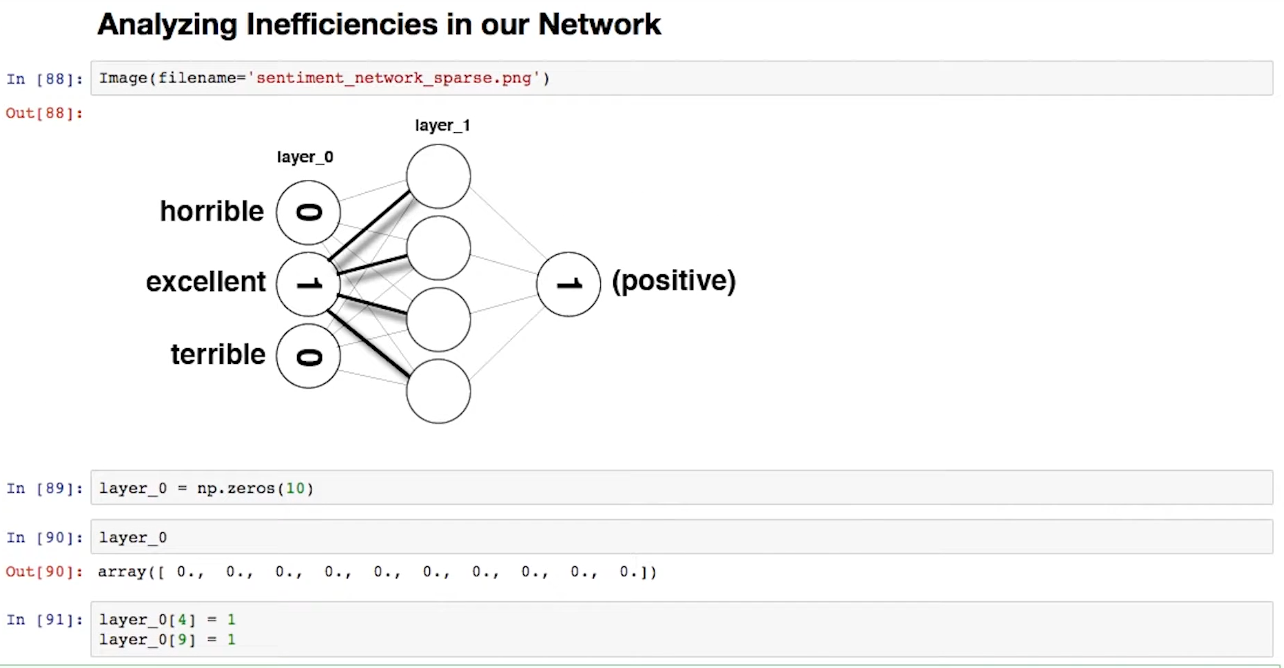 Analyzing Inefficiencies in our Network
In [88]: Image(filename='sentiment_network_sparse.png')
Out[88]:
layer_1
layer_0
horrible 0
excellent 1 1 (positive)
terrible 0
In [89]: layer_0 = np.zeros(10)
In [90]: layer_0
Out[90]: array([ 0., 0., 0., 0., 0., 0., 0., 0., 0., 0.])
In [91]: layer_0[4] = 1
layer_0[9] = 1